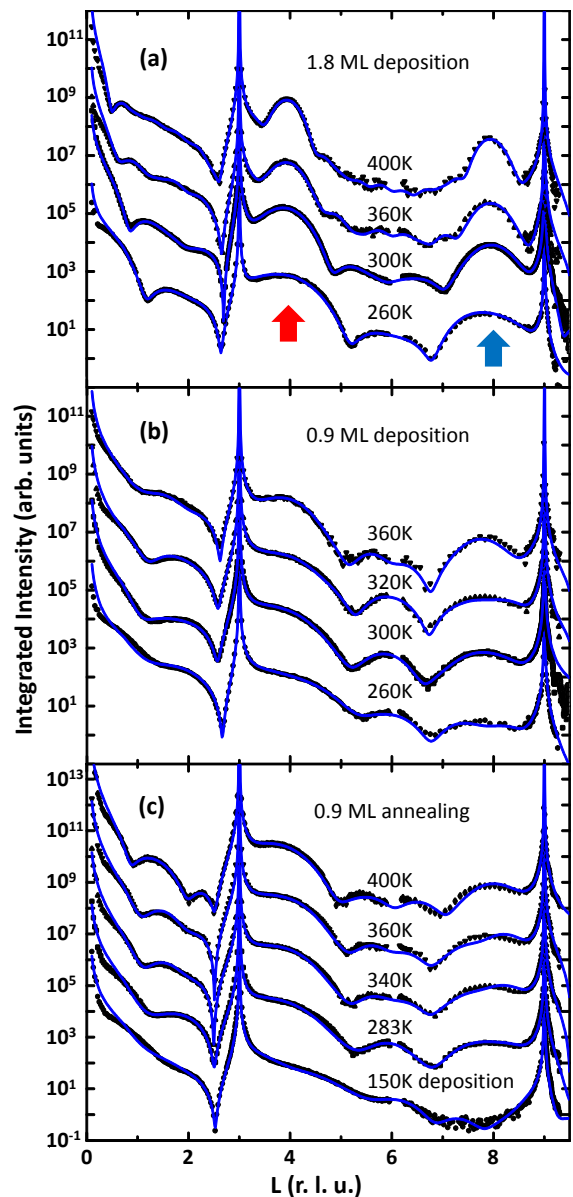 10¹¹
(a)
1.8 ML deposition
10⁹
400K
10⁷
360K
10⁵
300K
10³
260K
10¹
Integrated Intensity (arb. units)
10¹¹
(b)
0.9 ML deposition
10⁹
360K
10⁷
320K
10⁵
300K
10³
260K
10¹
10¹³
(c)
0.9 ML annealing
10¹¹
400K
10⁹
360K
10⁷
340K
10⁵
283K
10³
150K deposition
10¹
10⁻¹
0 2 4 6 8
L (r. l. u.)